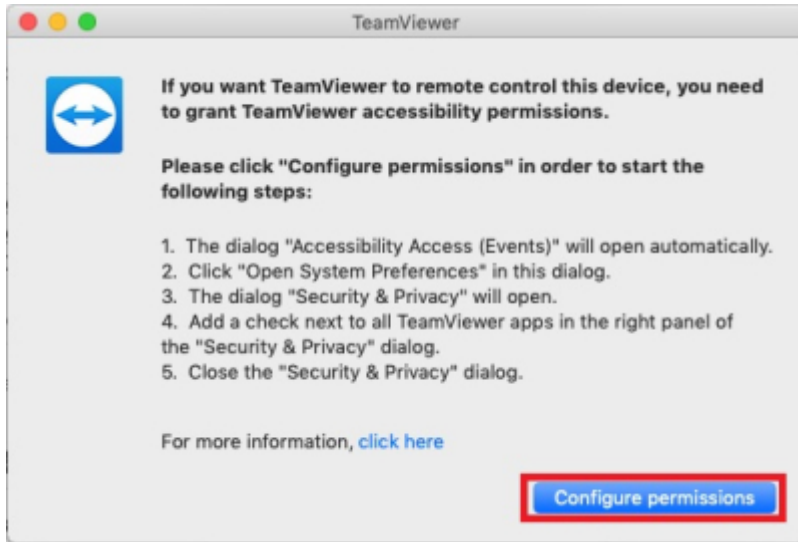 TeamViewer
If you want TeamViewer to remote control this device, you need
to grant TeamViewer accessibility permissions.
Please click "Configure permissions" in order to start the
following steps:
1. The dialog "Accessibility Access (Events)" will open automatically.
2. Click "Open System Preferences" in this dialog.
3. The dialog "Security & Privacy" will open.
4. Add a check next to all TeamViewer apps in the right panel of
the "Security & Privacy" dialog.
5. Close the "Security & Privacy" dialog.
For more information, click here
Configure permissions